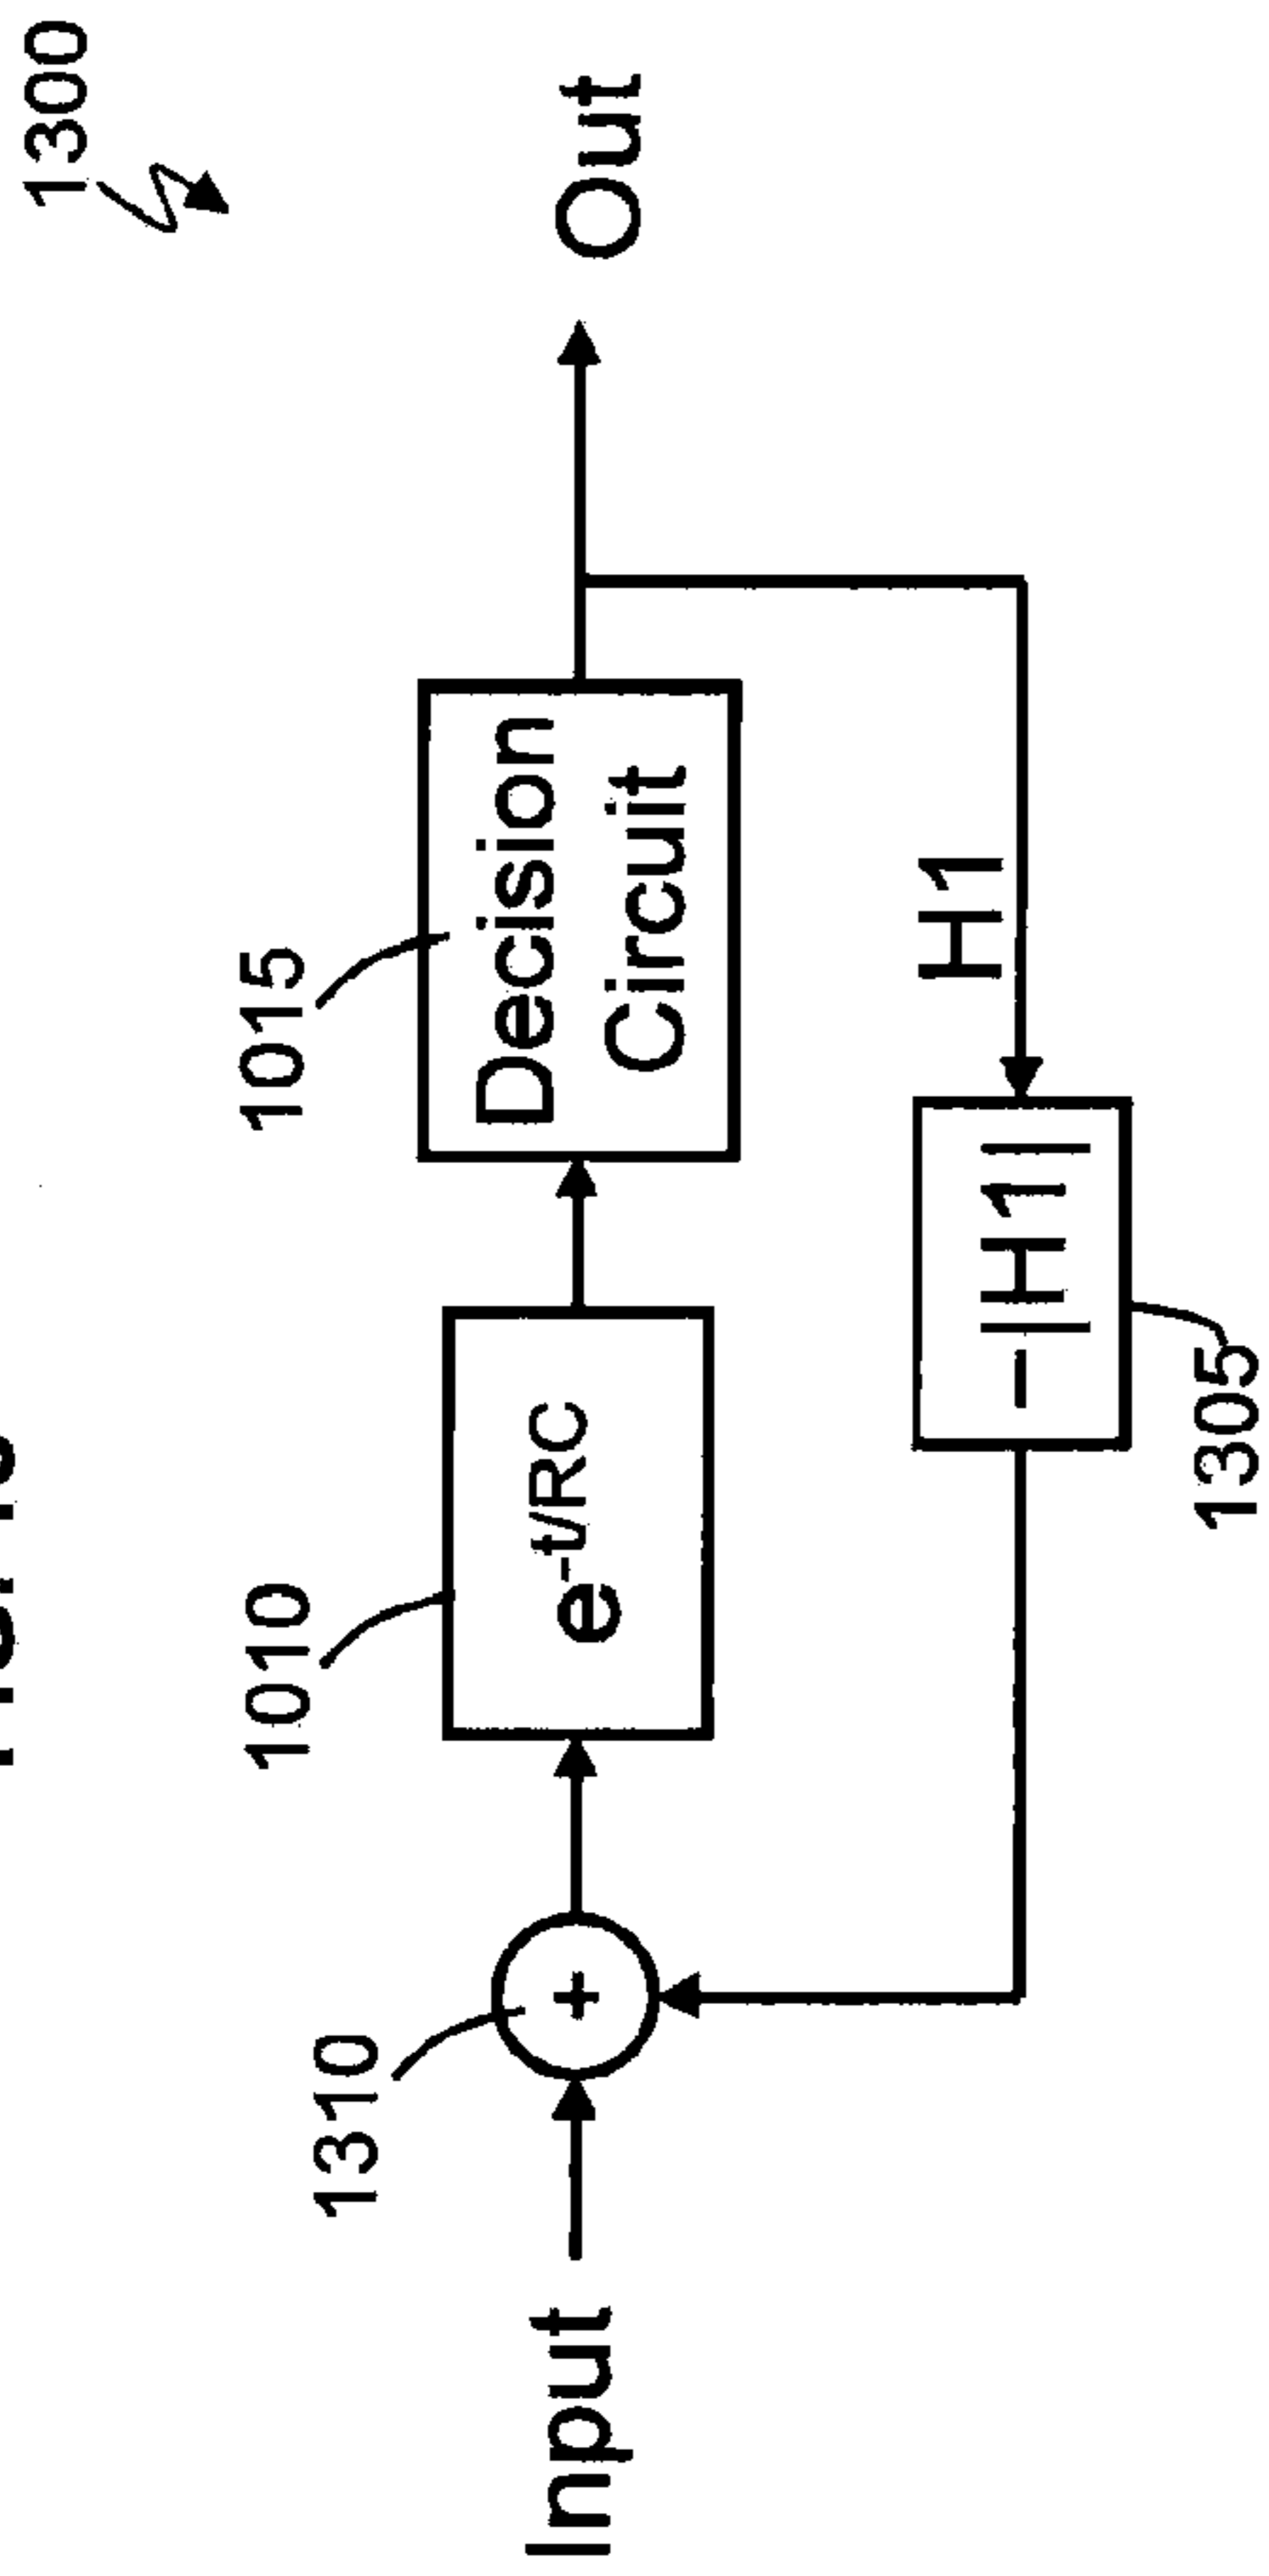 1300
1310
1010
1015
Input
+
e-t/RC
Decision
Circuit
Out
H1
–|H1|
1305